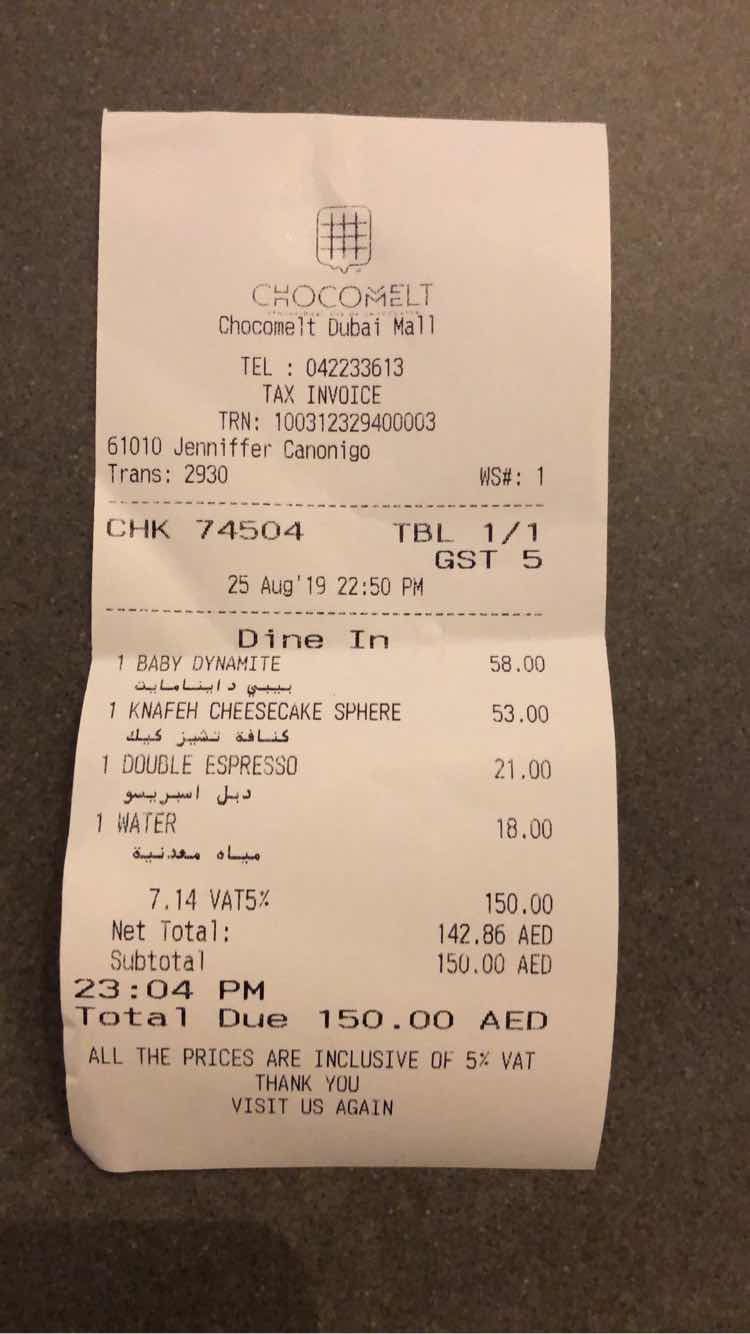 CHOCOMELT
Chocomelt Dubai Mall
TEL : 042233613
TAX INVOICE
TRN: 100312329400003
61010 Jenniffer Canonigo
Trans: 2930 WS#: 1
CHK 74504 TBL 1/1
GST 5
25 Aug'19 22:50 PM
Dine In
1 BABY DYNAMITE 58.00
بيبي داينامايت
1 KNAFEH CHEESECAKE SPHERE 53.00
كنافة تشيز كيك
1 DOUBLE ESPRESSO 21.00
دبل اسبريسو
1 WATER 18.00
مياه معدنية
7.14 VAT5% 150.00
Net Total: 142.86 AED
Subtotal 150.00 AED
23:04 PM
Total Due 150.00 AED
ALL THE PRICES ARE INCLUSIVE OF 5% VAT
THANK YOU
VISIT US AGAIN